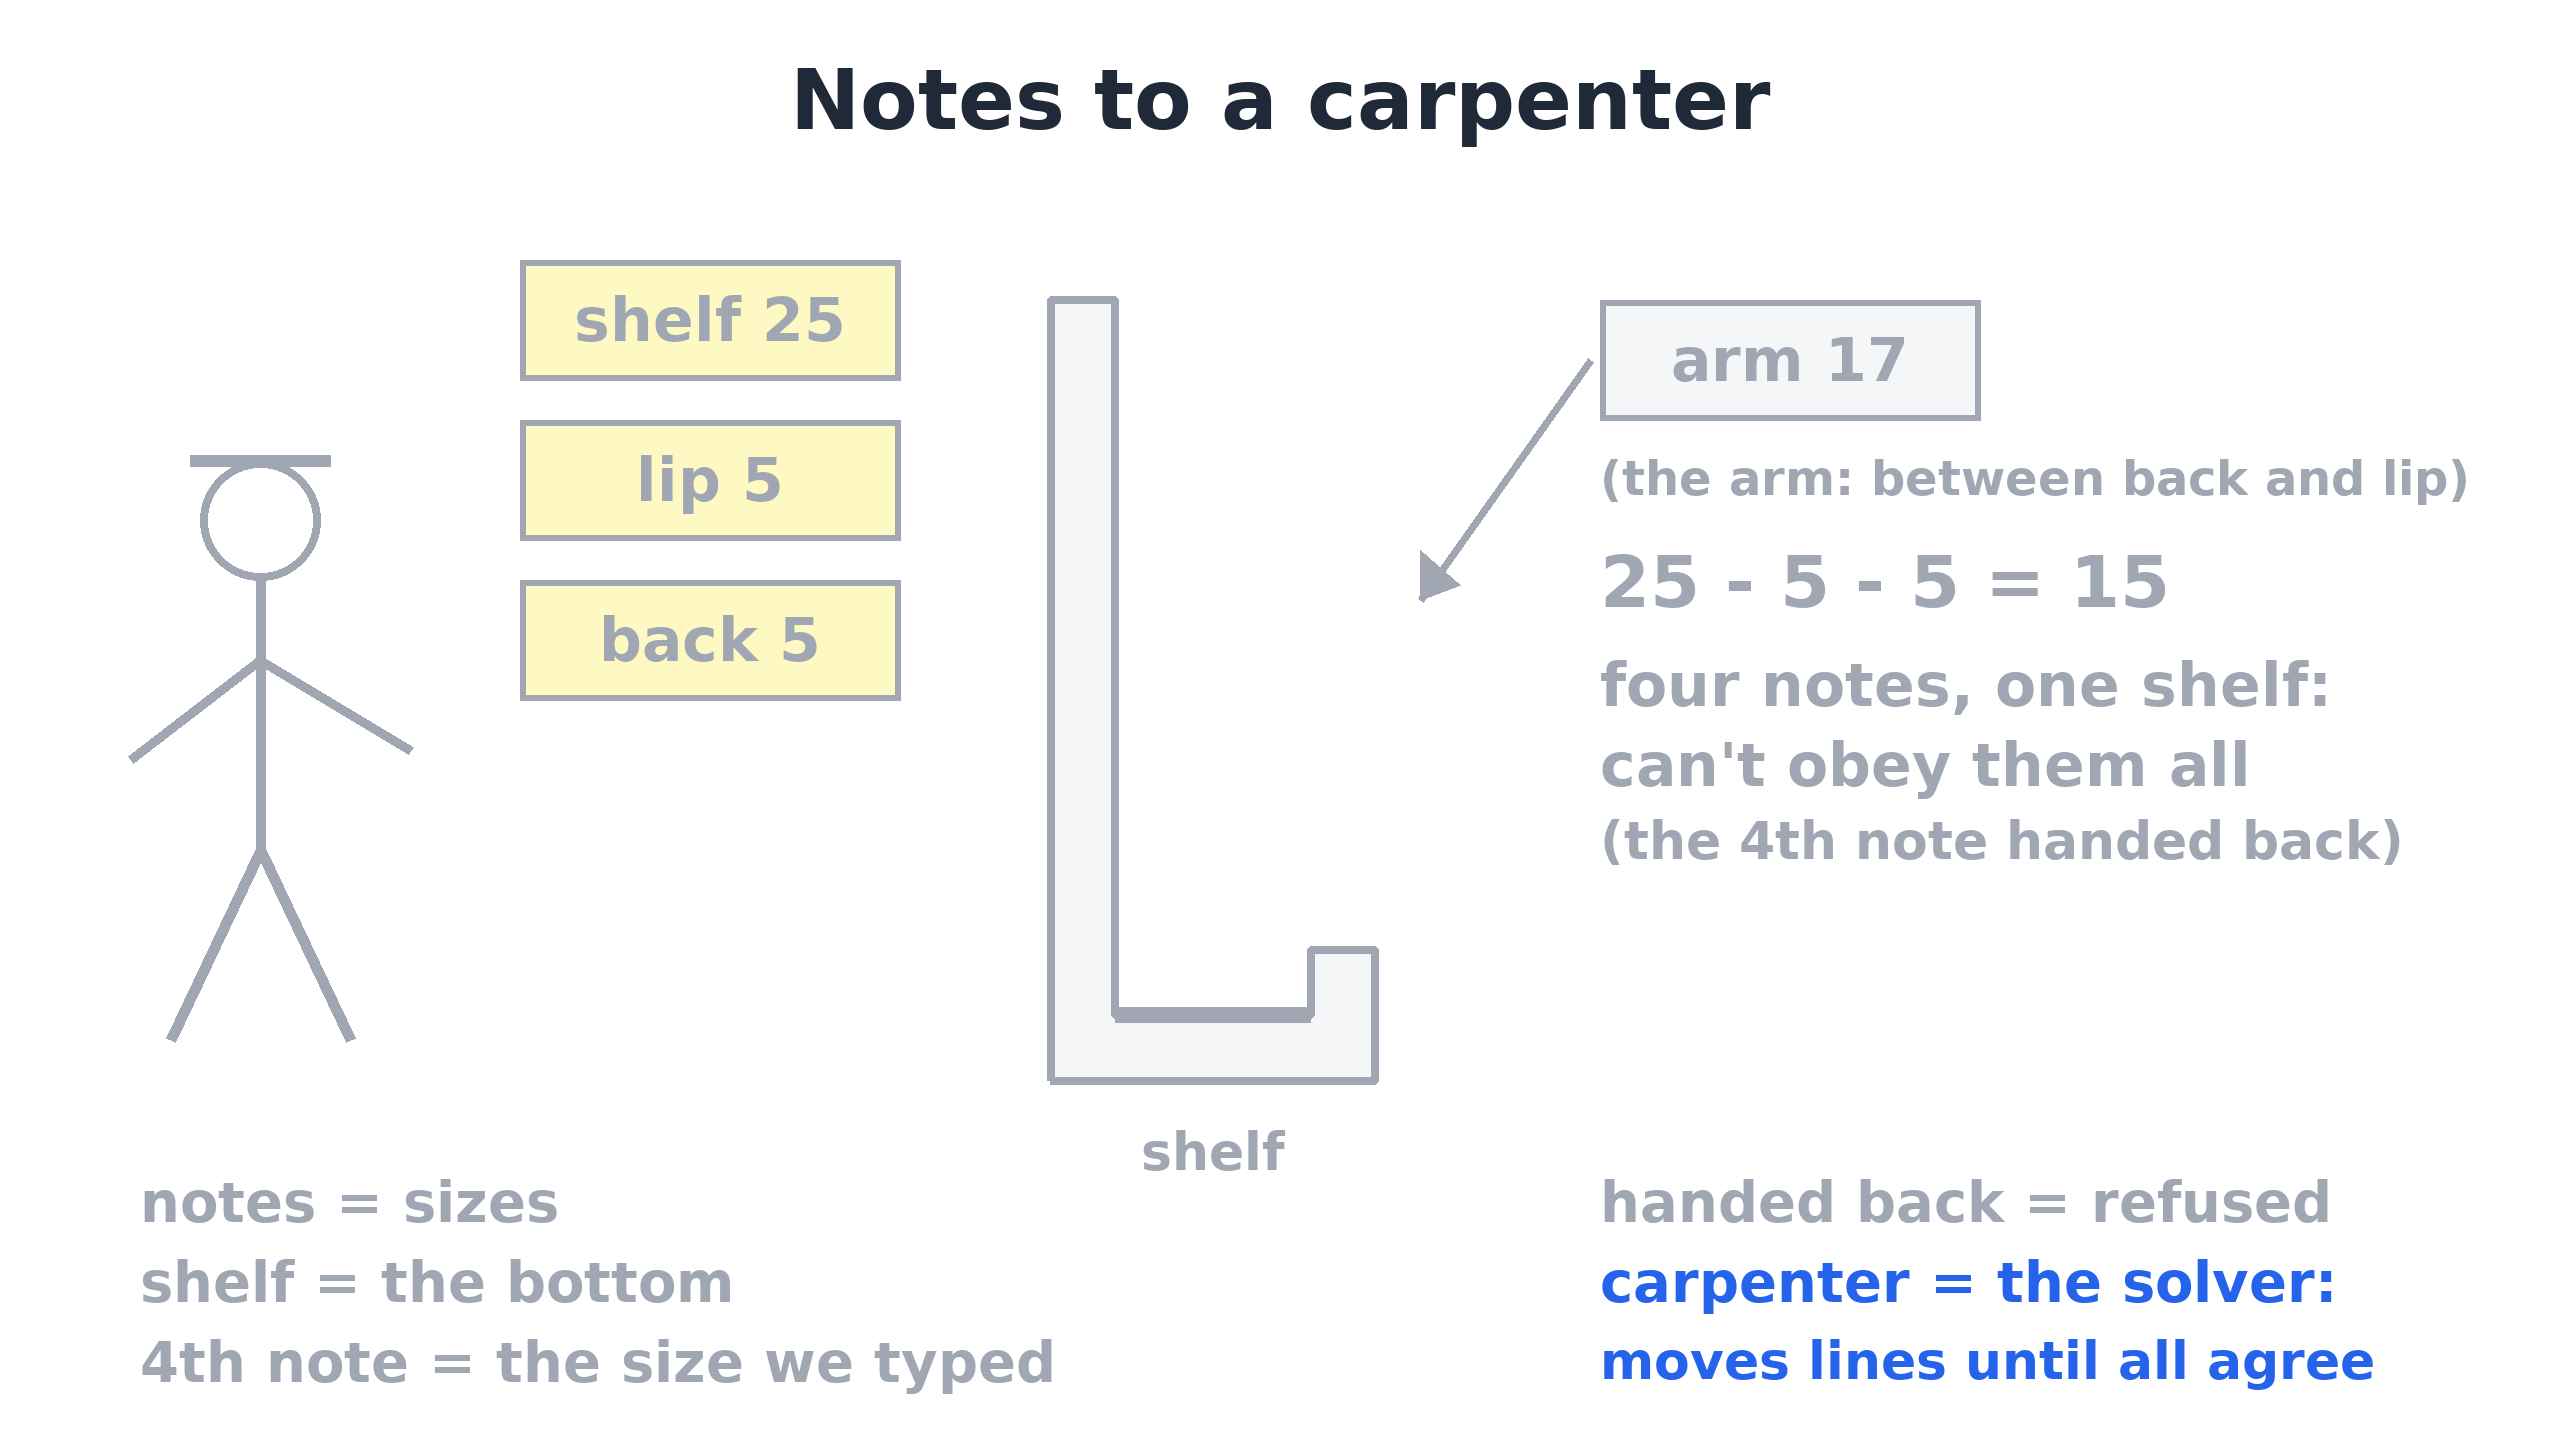 Notes to a carpenter
shelf 25
lip 5
back 5
arm 17
(the arm: between back and lip)
25 - 5 - 5 = 15
four notes, one shelf:
can't obey them all
(the 4th note handed back)
shelf
notes = sizes
shelf = the bottom
4th note = the size we typed
handed back = refused
carpenter = the solver:
moves lines until all agree